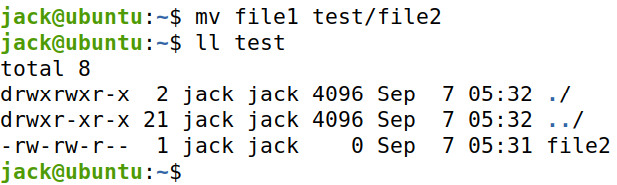 jack@ubuntu:~$ mv file1 test/file2
jack@ubuntu:~$ ll test
total 8
drwxrwxr-x  2 jack jack 4096 Sep  7 05:32 ./
drwxr-xr-x 21 jack jack 4096 Sep  7 05:32 ../
-rw-rw-r--  1 jack jack    0 Sep  7 05:31 file2
jack@ubuntu:~$